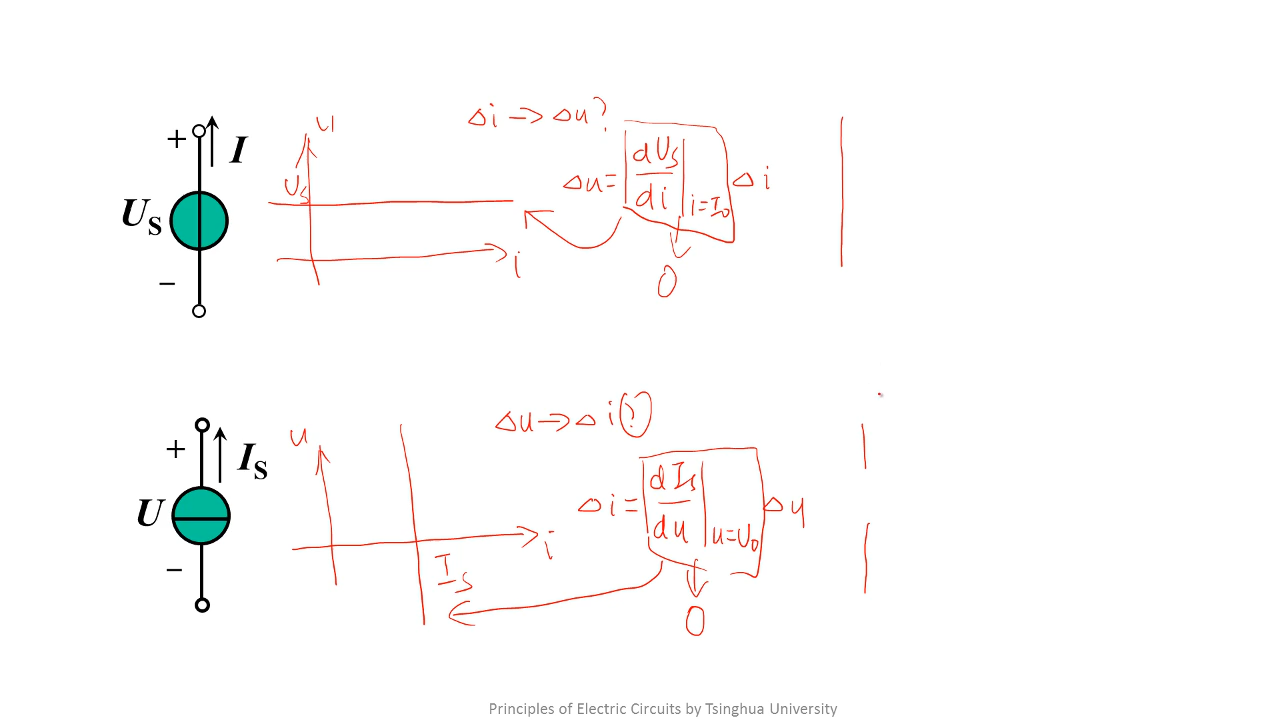 Δi → Δu?
+ I u
U_S
Δu = | dU_S / di | i=I_0 Δi
U_S
i
−
0
Δu → Δi (?)
+ I_S u
Δi = | dI_S / du | u=U_0 Δu
U
i
I_S
−
0
Principles of Electric Circuits by Tsinghua University